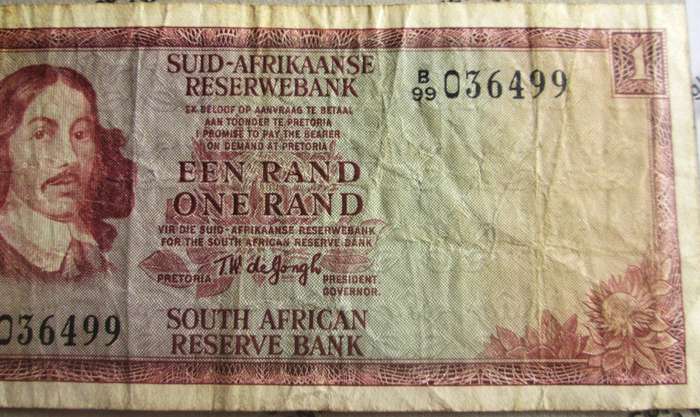 SUID-AFRIKAANSE
RESERWEBANK
EK BELOOF OP AANVRAAG TE BETAAL
AAN TOONDER TE PRETORIA
I PROMISE TO PAY THE BEARER
ON DEMAND AT PRETORIA
EEN RAND
ONE RAND
VIR DIE SUID-AFRIKAANSE RESERWEBANK
FOR THE SOUTH AFRICAN RESERVE BANK
T.W. de Jongh
PRETORIA PRESIDENT.
GOVERNOR.
SOUTH AFRICAN
RESERVE BANK
B/99 036499
1
036499